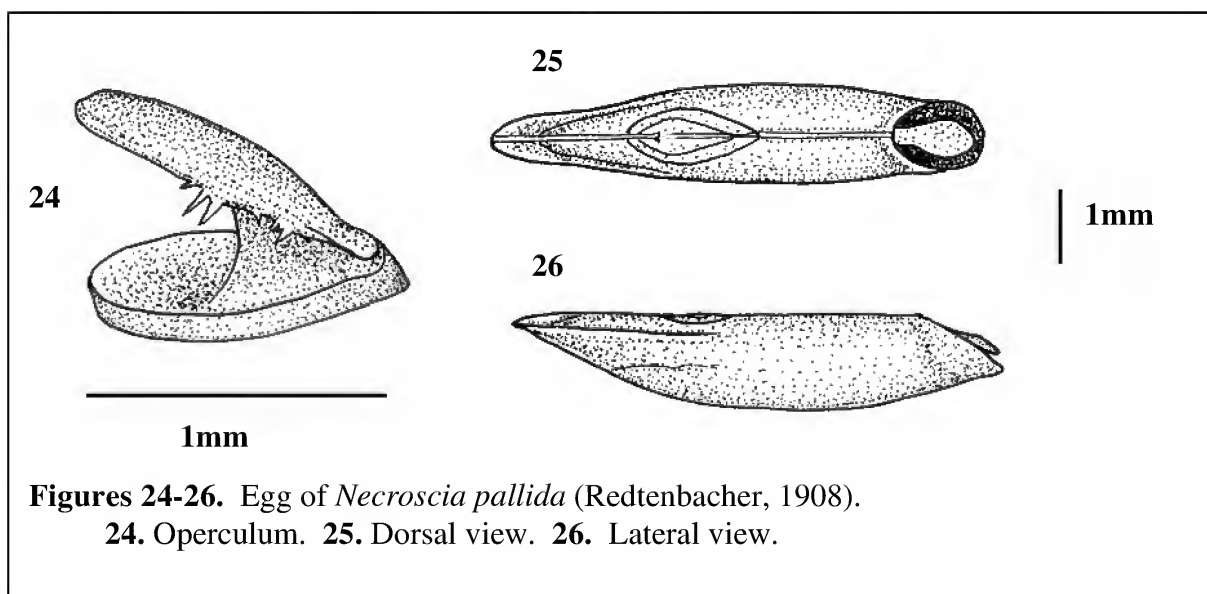 25
24
1mm
26
1mm
Figures 24-26. Egg of Necroscia pallida (Redtenbacher, 1908).
24. Operculum. 25. Dorsal view. 26. Lateral view.